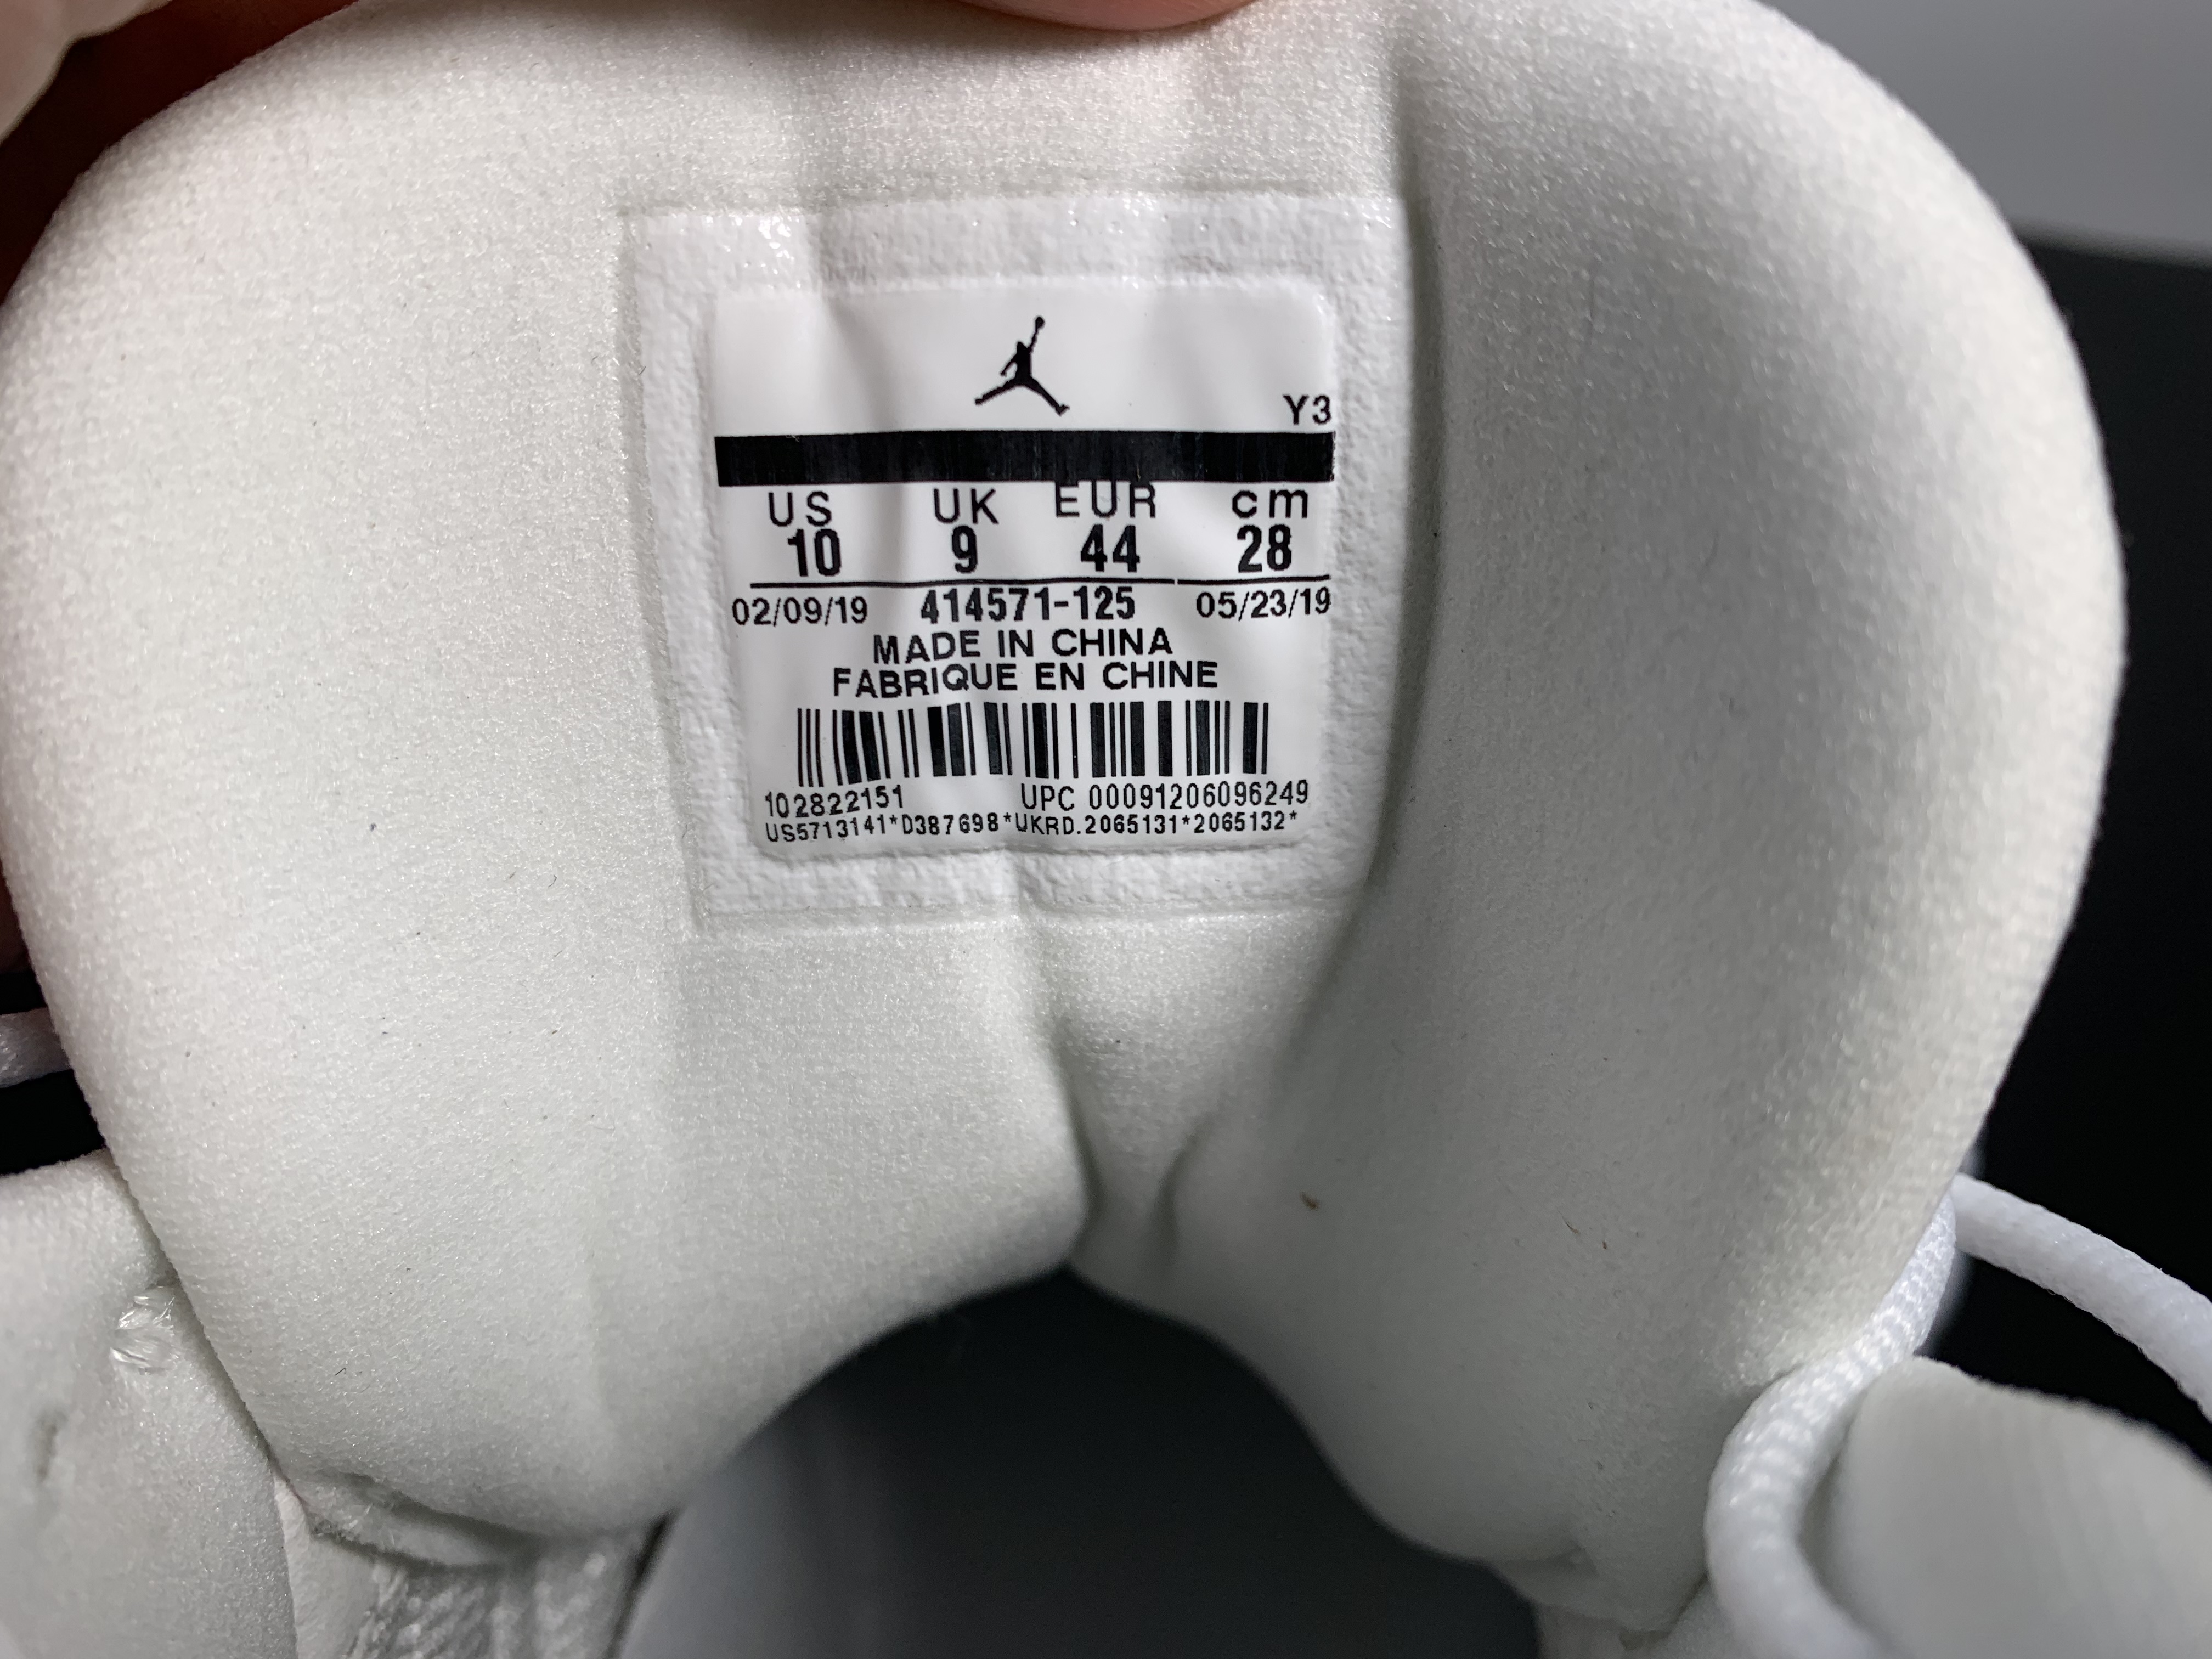 Y3
US UK EUR cm
10 9 44 28
02/09/19 414571-125 05/23/19
MADE IN CHINA
FABRIQUE EN CHINE
102822151 UPC 00091206096249
US5713141*D387698*UKRD.2065131*2065132*